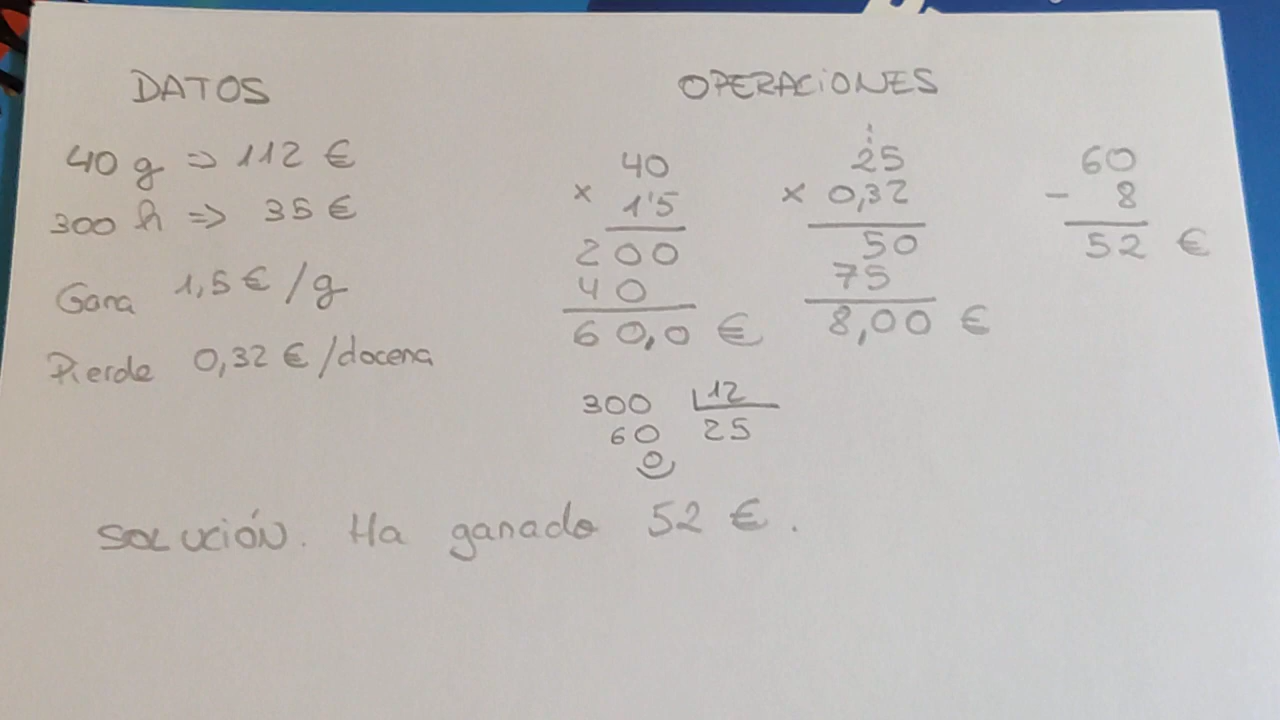 DATOS
40 g => 112 €
300 h => 35 €
Gana 1,5 € / g
Pierde 0,32 € / docena
OPERACIONES
40
x 1'5
200
40
60,0 €
1
25
x 0,32
50
75
8,00 €
60
- 8
52 €
300 12
60 25
0
SOLUCIÓN. Ha ganado 52 €.